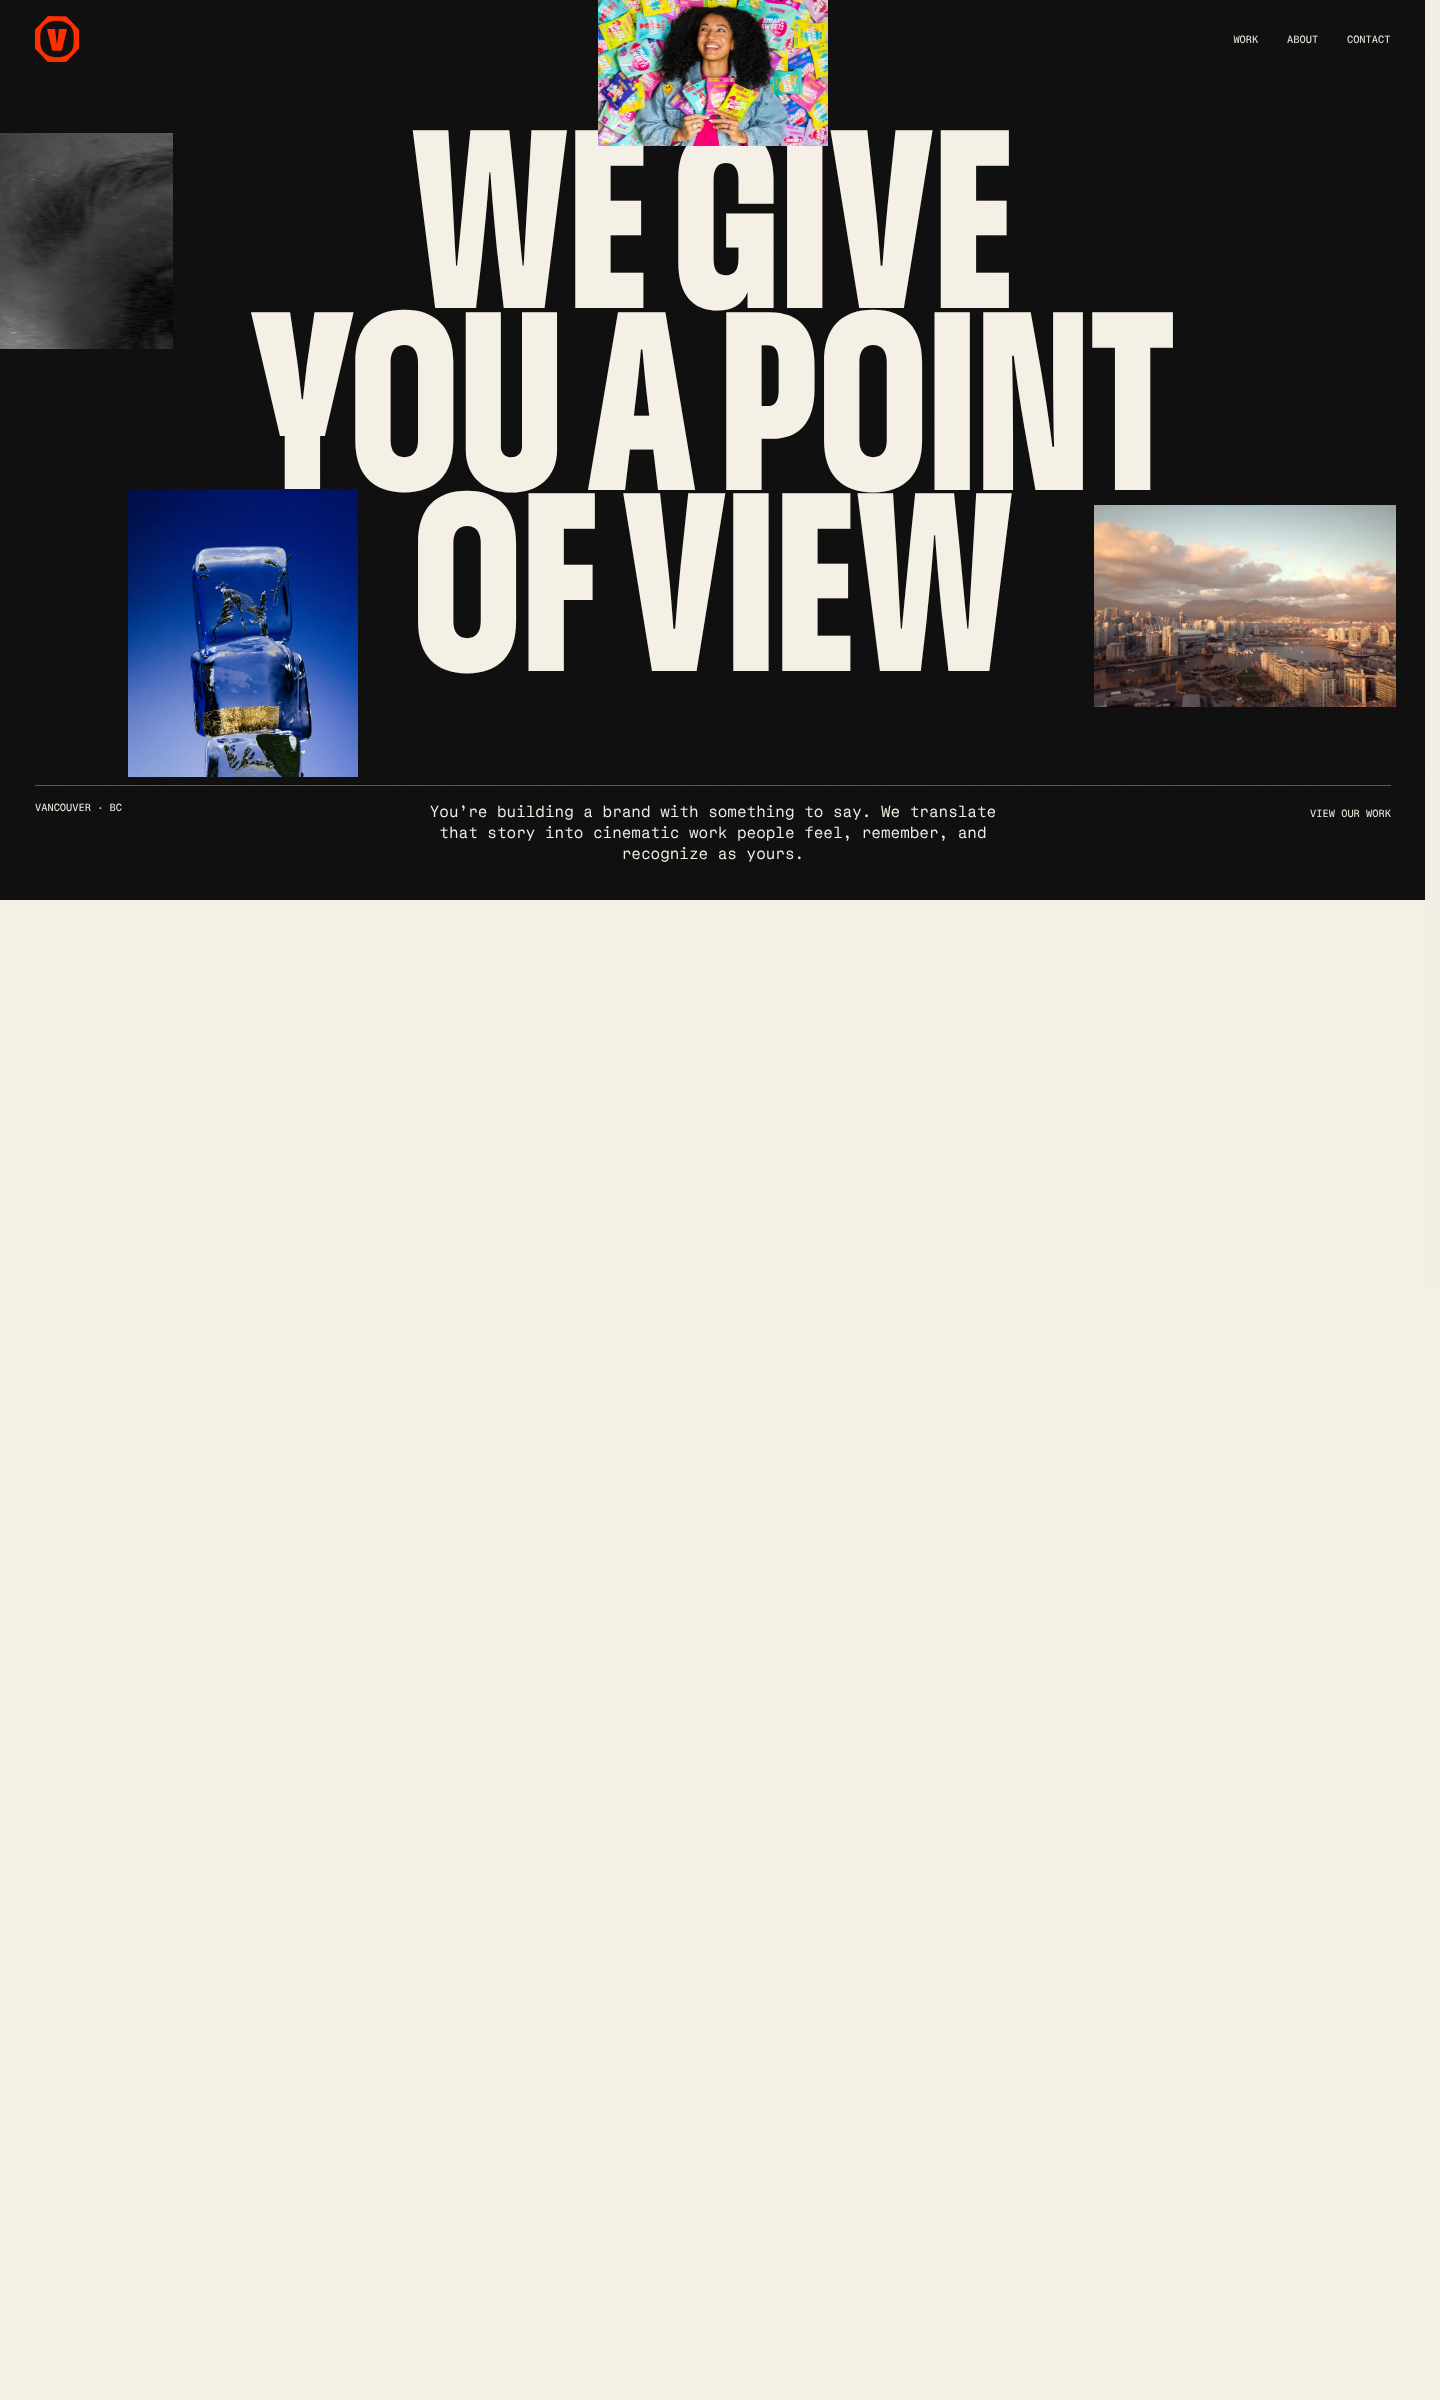 V
WORK ABOUT CONTACT
WE GIVE
YOU A POINT
OF VIEW
VANCOUVER · BC
You’re building a brand with something to say. We translate
that story into cinematic work people feel, remember, and
recognize as yours.
VIEW OUR WORK